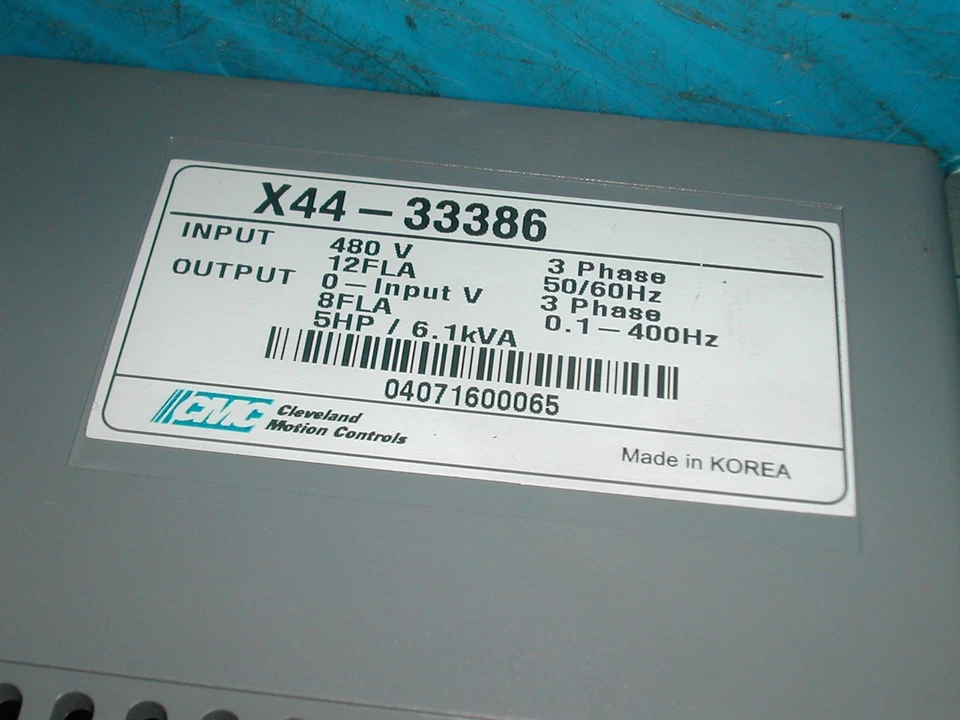 X44-33386
INPUT 480 V 3 Phase
12FLA 50/60Hz
OUTPUT 0-Input V 3 Phase
8FLA 0.1-400Hz
5HP / 6.1kVA
04071600065
CMC Cleveland
Motion Controls
Made in KOREA